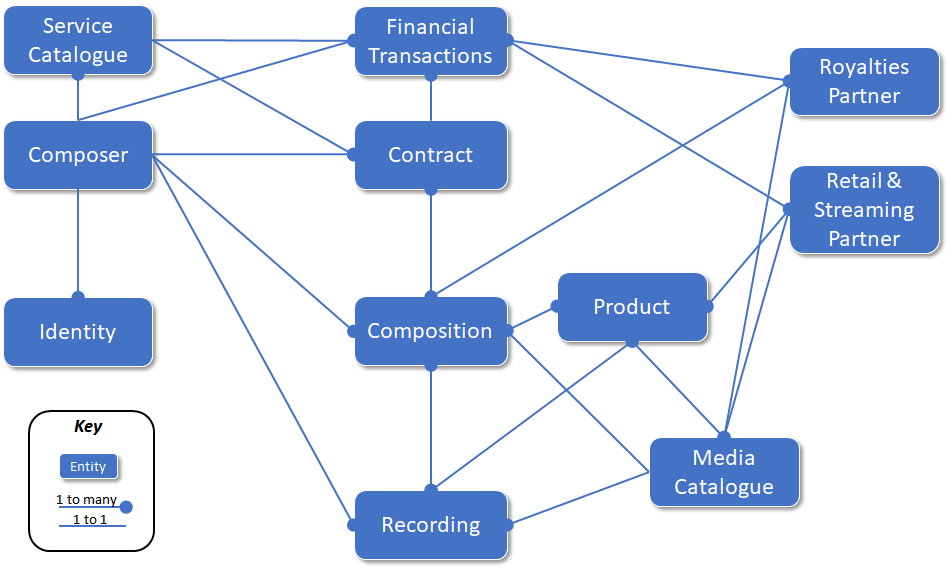 Service
Catalogue
Financial
Transactions
Royalties
Partner
Composer
Contract
Retail &
Streaming
Partner
Identity
Composition
Product
Key
Entity
1 to many
1 to 1
Recording
Media
Catalogue